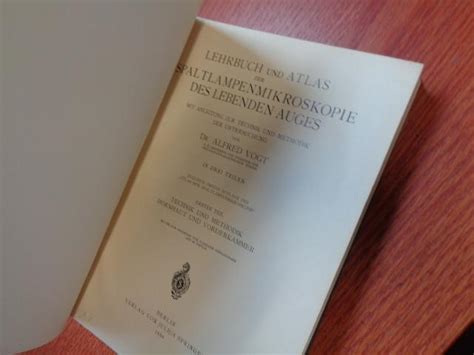 LEHRBUCH UND ATLAS
DER
SPALTLAMPENMIKROSKOPIE
DES LEBENDEN AUGES
MIT ANLEITUNG ZUR TECHNIK UND METHODIK
DER UNTERSUCHUNG
VON
DR ALFRED VOGT
IN ZWEI TEILEN
ERSTER TEIL
TECHNIK UND METHODIK
HORNHAUT UND VORDERKAMMER
BERLIN
VERLAG VON JULIUS SPRINGER